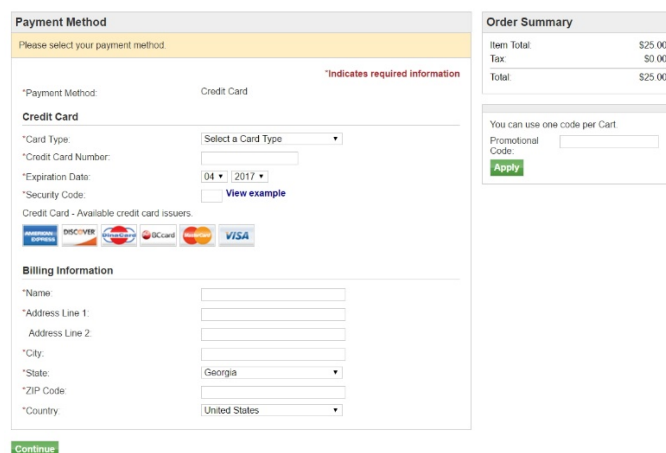 Payment Method
Please select your payment method.
*Indicates required information
*Payment Method: Credit Card
Credit Card
*Card Type: Select a Card Type
*Credit Card Number:
*Expiration Date: 04 2017
*Security Code: View example
Credit Card - Available credit card issuers.
AMERICAN EXPRESS DISCOVER DinersCard BCcard MasterCard VISA
Billing Information
*Name:
*Address Line 1:
Address Line 2:
*City:
*State: Georgia
*ZIP Code:
*Country: United States
Continue
Order Summary
Item Total: $25.00
Tax: $0.00
Total: $25.00
You can use one code per Cart.
Promotional
Code:
Apply